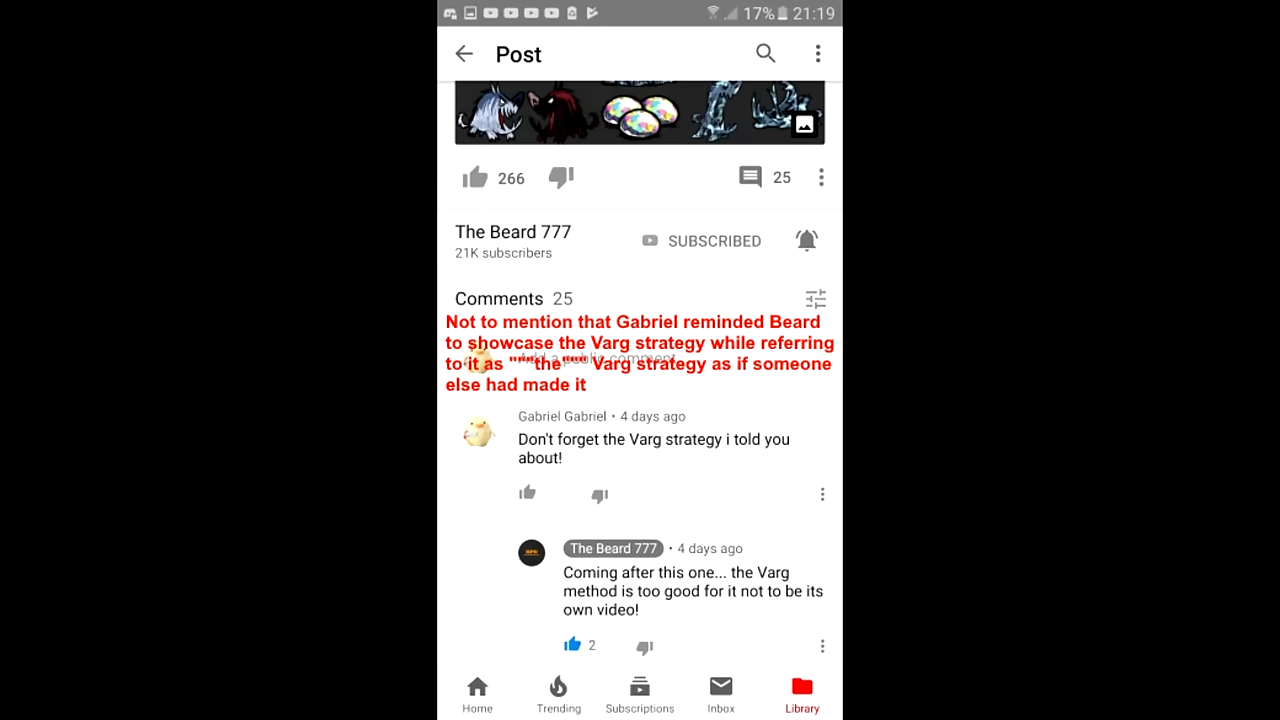 17% 21:19
Post
266
25
The Beard 777
SUBSCRIBED
21K subscribers
Comments 25
Not to mention that Gabriel reminded Beard
to showcase the Varg strategy while referring
Add a public comment...
to it as """the""" Varg strategy as if someone
else had made it
Gabriel Gabriel • 4 days ago
Don't forget the Varg strategy i told you
about!
The Beard 777 • 4 days ago
Coming after this one... the Varg
method is too good for it not to be its
own video!
2
Home Trending Subscriptions Inbox Library